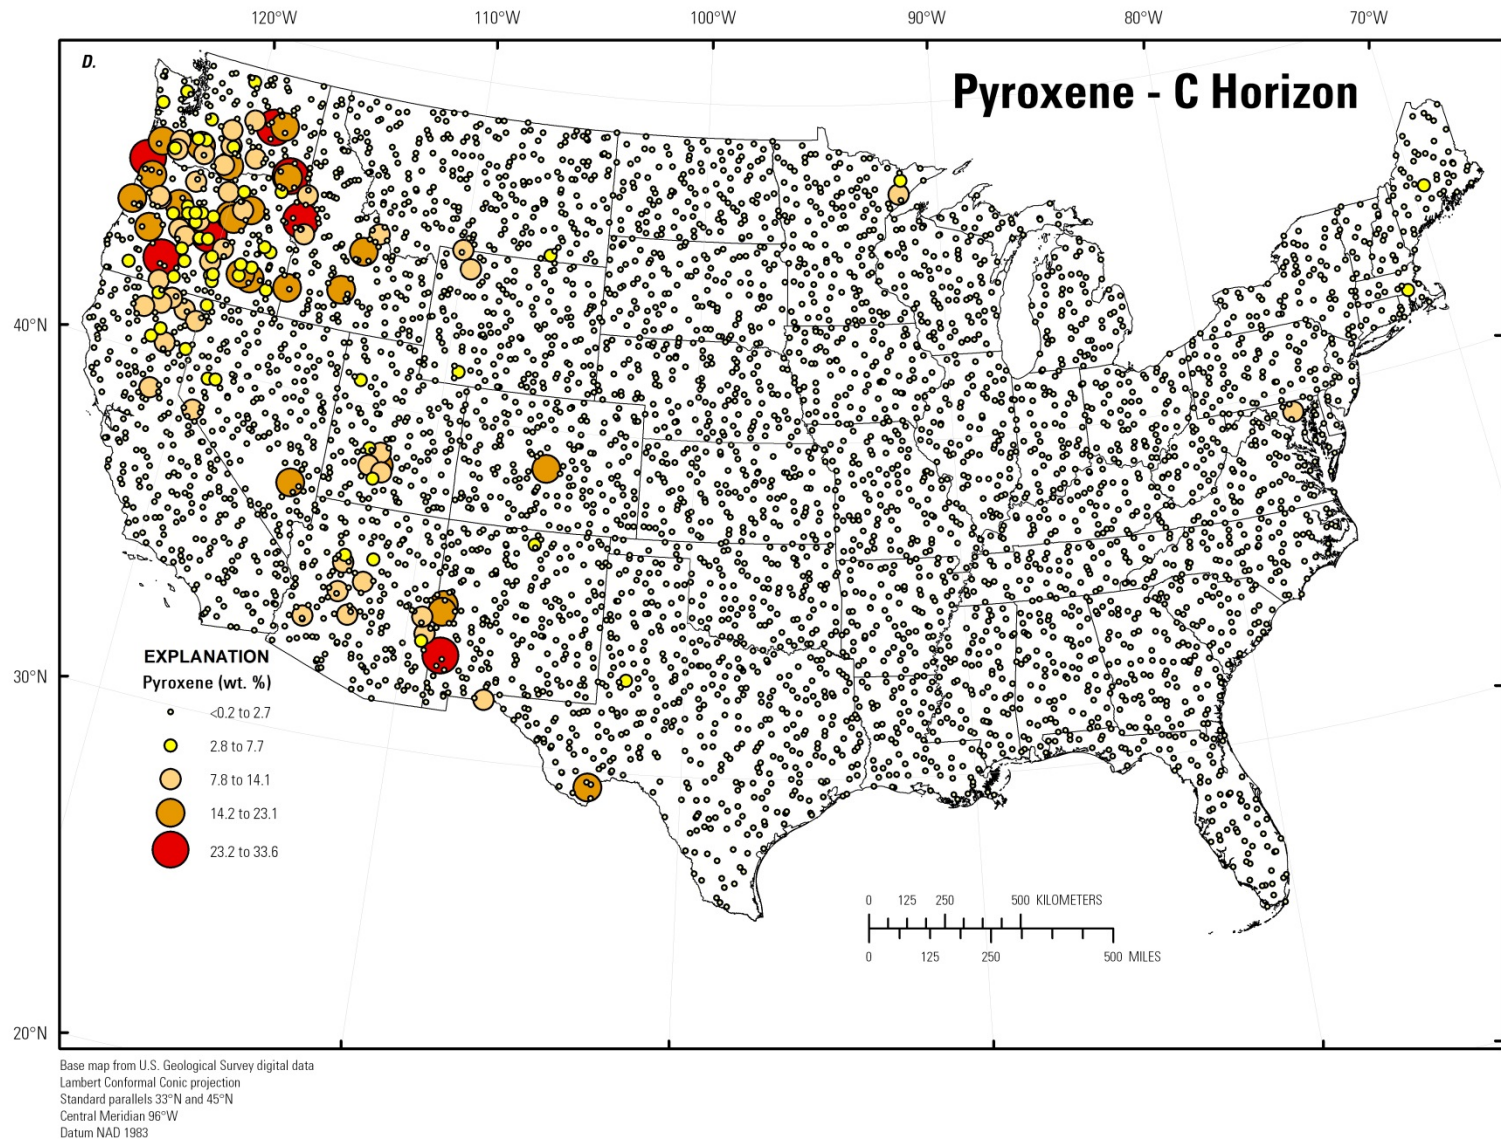 120°W 110°W 100°W 90°W 80°W 70°W
D.
Pyroxene - C Horizon
40°N
30°N
20°N
EXPLANATION
Pyroxene (wt. %)
<0.2 to 2.7
2.8 to 7.7
7.8 to 14.1
14.2 to 23.1
23.2 to 33.6
0 125 250 500 KILOMETERS
0 125 250 500 MILES
Base map from U.S. Geological Survey digital data
Lambert Conformal Conic projection
Standard parallels 33°N and 45°N
Central Meridian 96°W
Datum NAD 1983